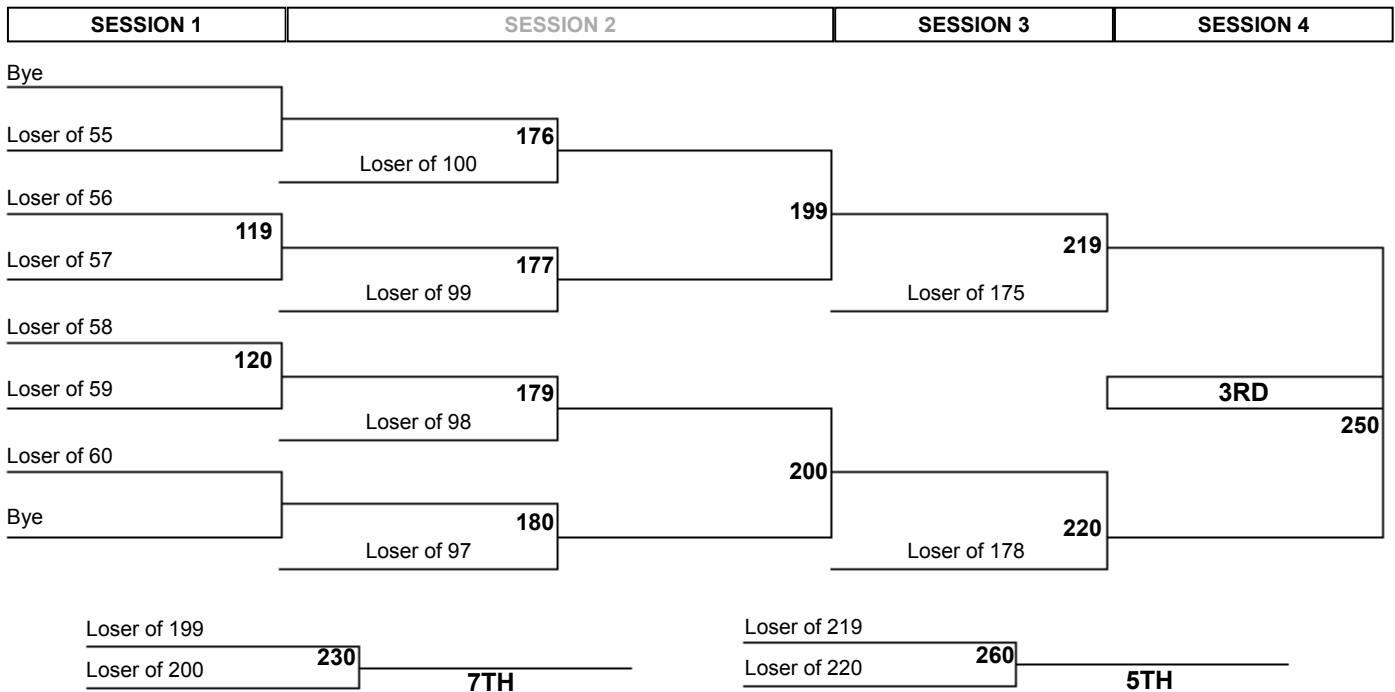 SESSION 1 SESSION 2 SESSION 3 SESSION 4
Bye
Loser of 55
176
Loser of 100
Loser of 56
199
119
Loser of 57
177
219
Loser of 99
Loser of 175
Loser of 58
120
Loser of 59
179
3RD
Loser of 98
250
Loser of 60
200
Bye
180
220
Loser of 97
Loser of 178
Loser of 199
230
Loser of 200
7TH
Loser of 219
260
Loser of 220
5TH